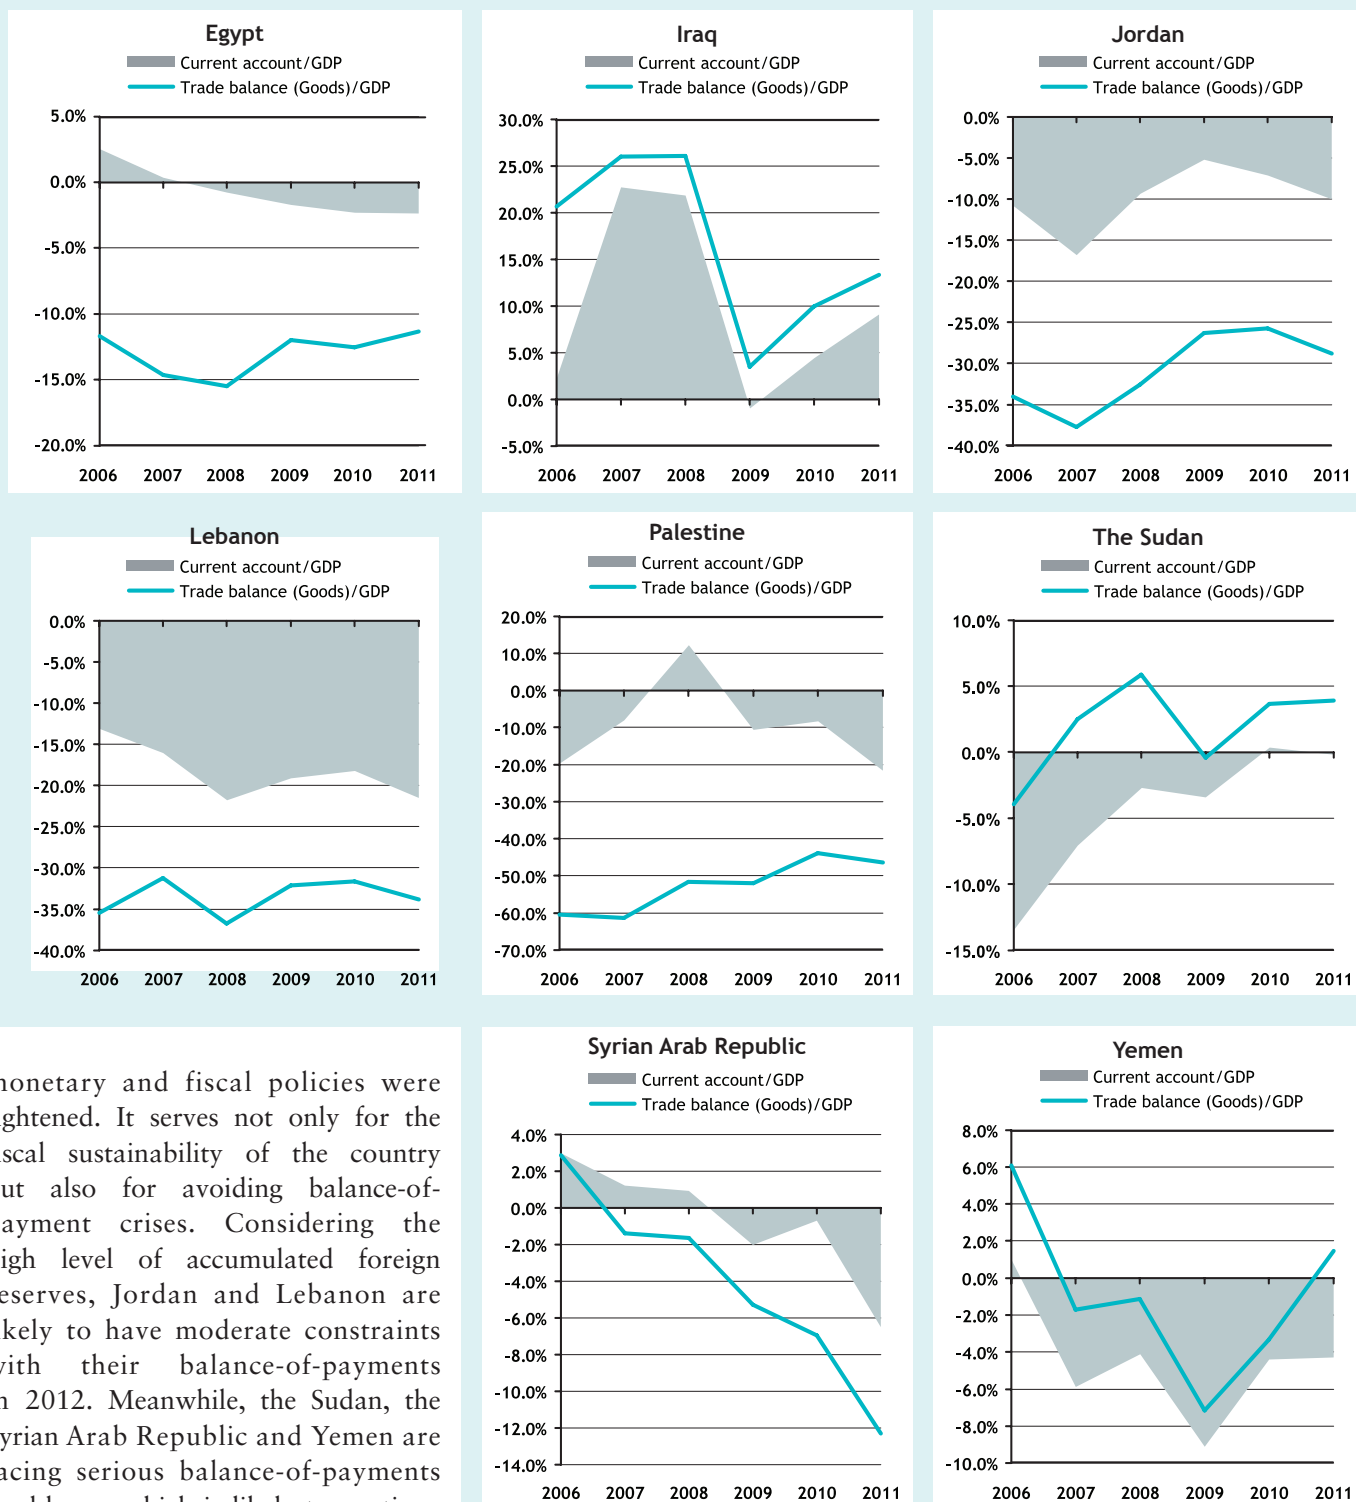 Egypt
Current account/GDP
Trade balance (Goods)/GDP
5.0%
0.0%
-5.0%
-10.0%
-15.0%
-20.0%
2006 2007 2008 2009 2010 2011
Iraq
Current account/GDP
Trade balance (Goods)/GDP
30.0%
25.0%
20.0%
15.0%
10.0%
5.0%
0.0%
-5.0%
2006 2007 2008 2009 2010 2011
Jordan
Current account/GDP
Trade balance (Goods)/GDP
0.0%
-5.0%
-10.0%
-15.0%
-20.0%
-25.0%
-30.0%
-35.0%
-40.0%
2006 2007 2008 2009 2010 2011
Lebanon
Current account/GDP
Trade balance (Goods)/GDP
0.0%
-5.0%
-10.0%
-15.0%
-20.0%
-25.0%
-30.0%
-35.0%
-40.0%
2006 2007 2008 2009 2010 2011
Palestine
Current account/GDP
Trade balance (Goods)/GDP
20.0%
10.0%
0.0%
-10.0%
-20.0%
-30.0%
-40.0%
-50.0%
-60.0%
-70.0%
2006 2007 2008 2009 2010 2011
The Sudan
Current account/GDP
Trade balance (Goods)/GDP
10.0%
5.0%
0.0%
-5.0%
-10.0%
-15.0%
2006 2007 2008 2009 2010 2011
monetary and fiscal policies were
ightened. It serves not only for the
iscal sustainability of the country
ut also for avoiding balance-of-
ayment crises. Considering the
igh level of accumulated foreign
eserves, Jordan and Lebanon are
ikely to have moderate constraints
with their balance-of-payments
n 2012. Meanwhile, the Sudan, the
yrian Arab Republic and Yemen are
acing serious balance-of-payments
Syrian Arab Republic
Current account/GDP
Trade balance (Goods)/GDP
4.0%
2.0%
0.0%
-2.0%
-4.0%
-6.0%
-8.0%
-10.0%
-12.0%
-14.0%
2006 2007 2008 2009 2010 2011
Yemen
Current account/GDP
Trade balance (Goods)/GDP
8.0%
6.0%
4.0%
2.0%
0.0%
-2.0%
-4.0%
-6.0%
-8.0%
-10.0%
2006 2007 2008 2009 2010 2011